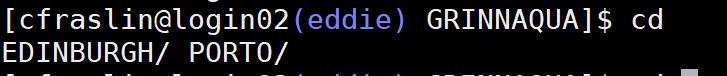 [cfraslin@login02(eddie) GRINNAQUA]$ cd
EDINBURGH/ PORTO/